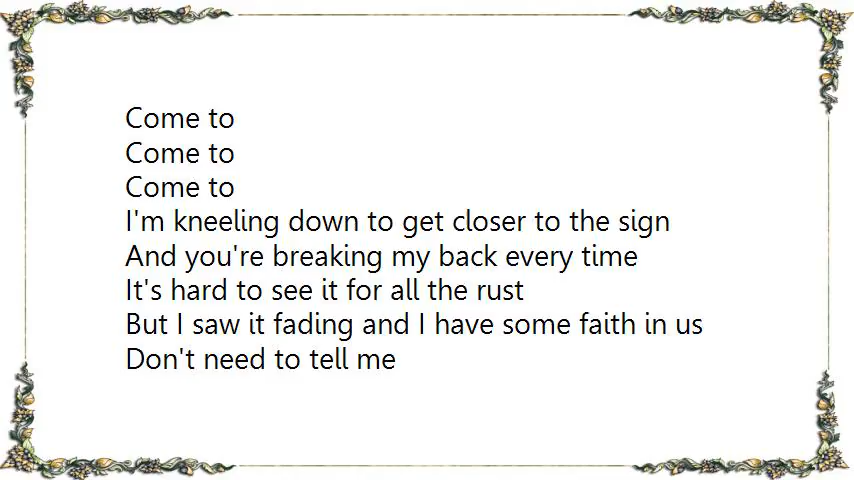 Come to
Come to
Come to
I'm kneeling down to get closer to the sign
And you're breaking my back every time
It's hard to see it for all the rust
But I saw it fading and I have some faith in us
Don't need to tell me